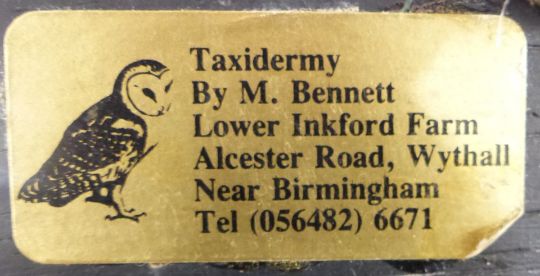 Taxidermy
By M. Bennett
Lower Inkford Farm
Alcester Road, Wythall
Near Birmingham
Tel (056482) 6671